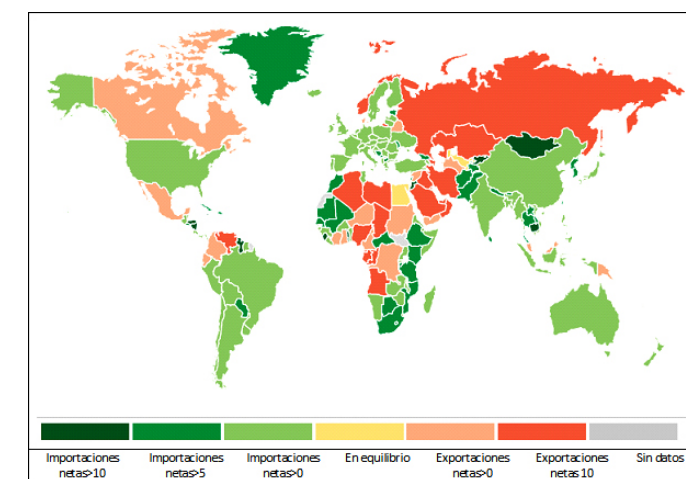 Importaciones Importaciones Importaciones En equilibrio Exportaciones Exportaciones Sin datos
netas>10 netas>5 netas>0 netas>0 netas 10